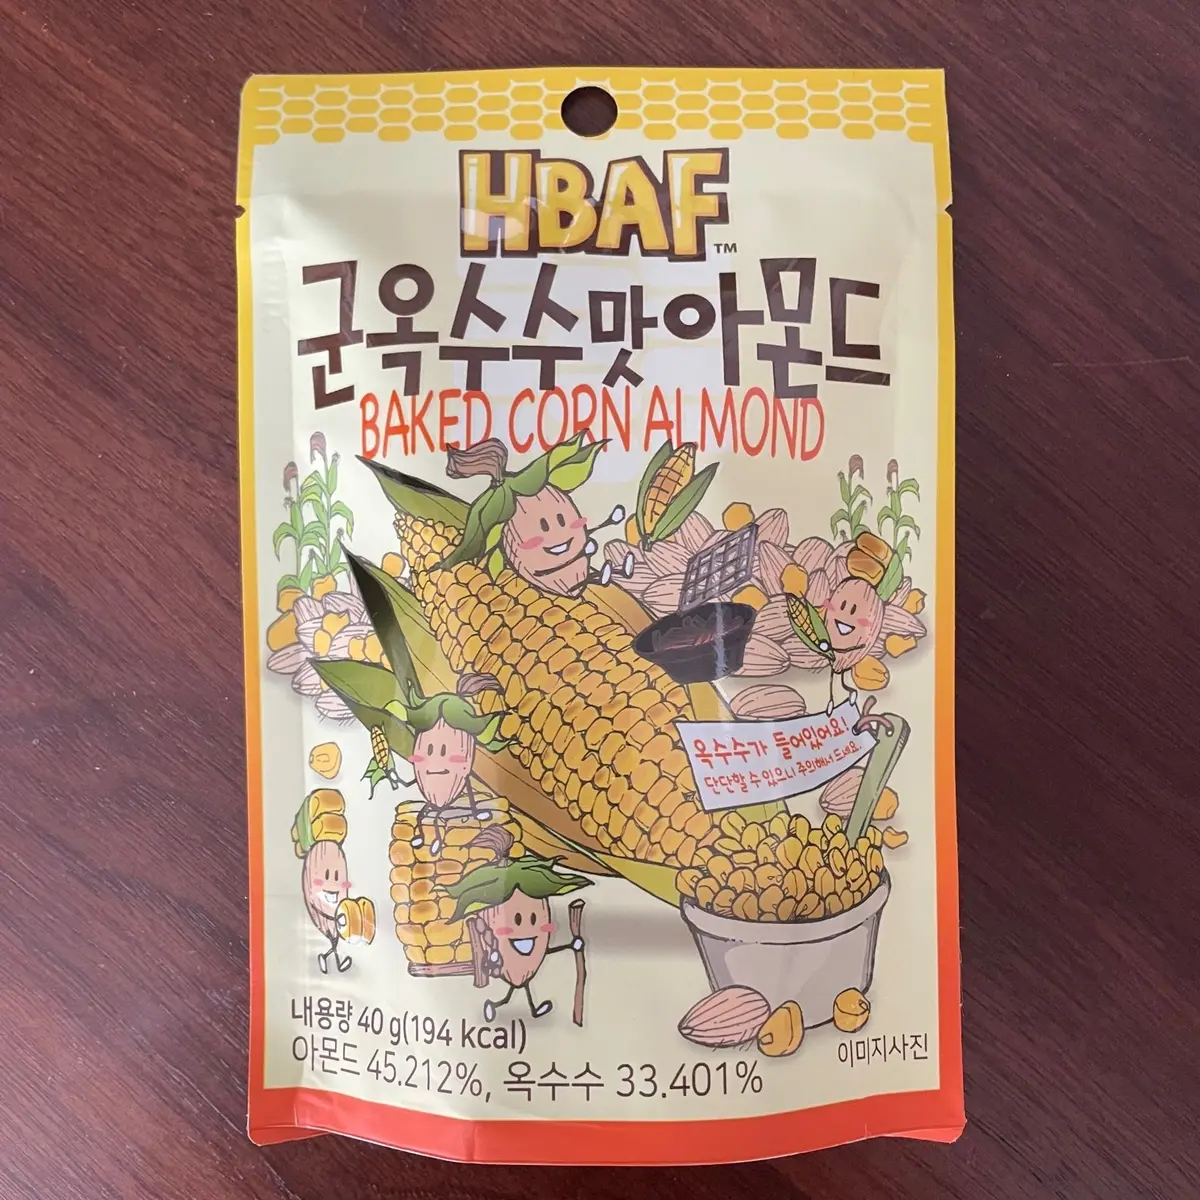 HBAF™
군옥수수맛아몬드
BAKED CORN ALMOND
옥수수가 들어있어요!
단단할 수 있으니 주의해서 드세요.
내용량 40 g(194 kcal)
아몬드 45.212%, 옥수수 33.401%
이미지사진